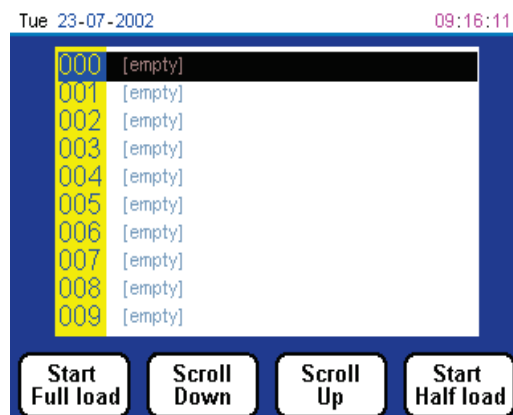 Tue 23-07-2002 09:16:11
000 [empty]
001 [empty]
002 [empty]
003 [empty]
004 [empty]
005 [empty]
006 [empty]
007 [empty]
008 [empty]
009 [empty]
Start Scroll Scroll Start
Full load Down Up Half load